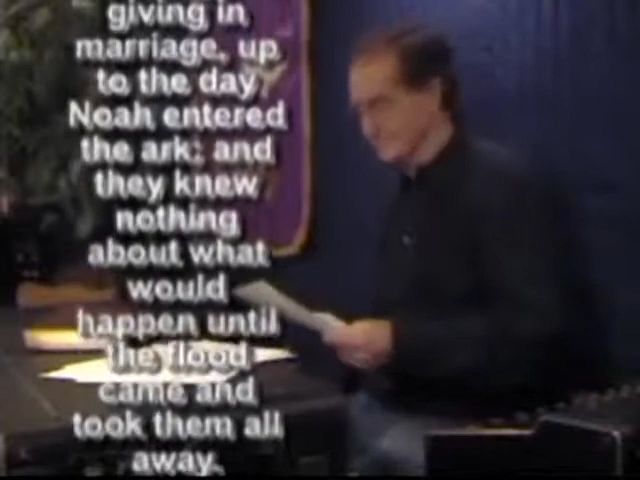 giving in
marriage, up
to the day
Noah entered
the ark; and
they knew
nothing
about what
would
happen until
the flood
came and
took them all
away.